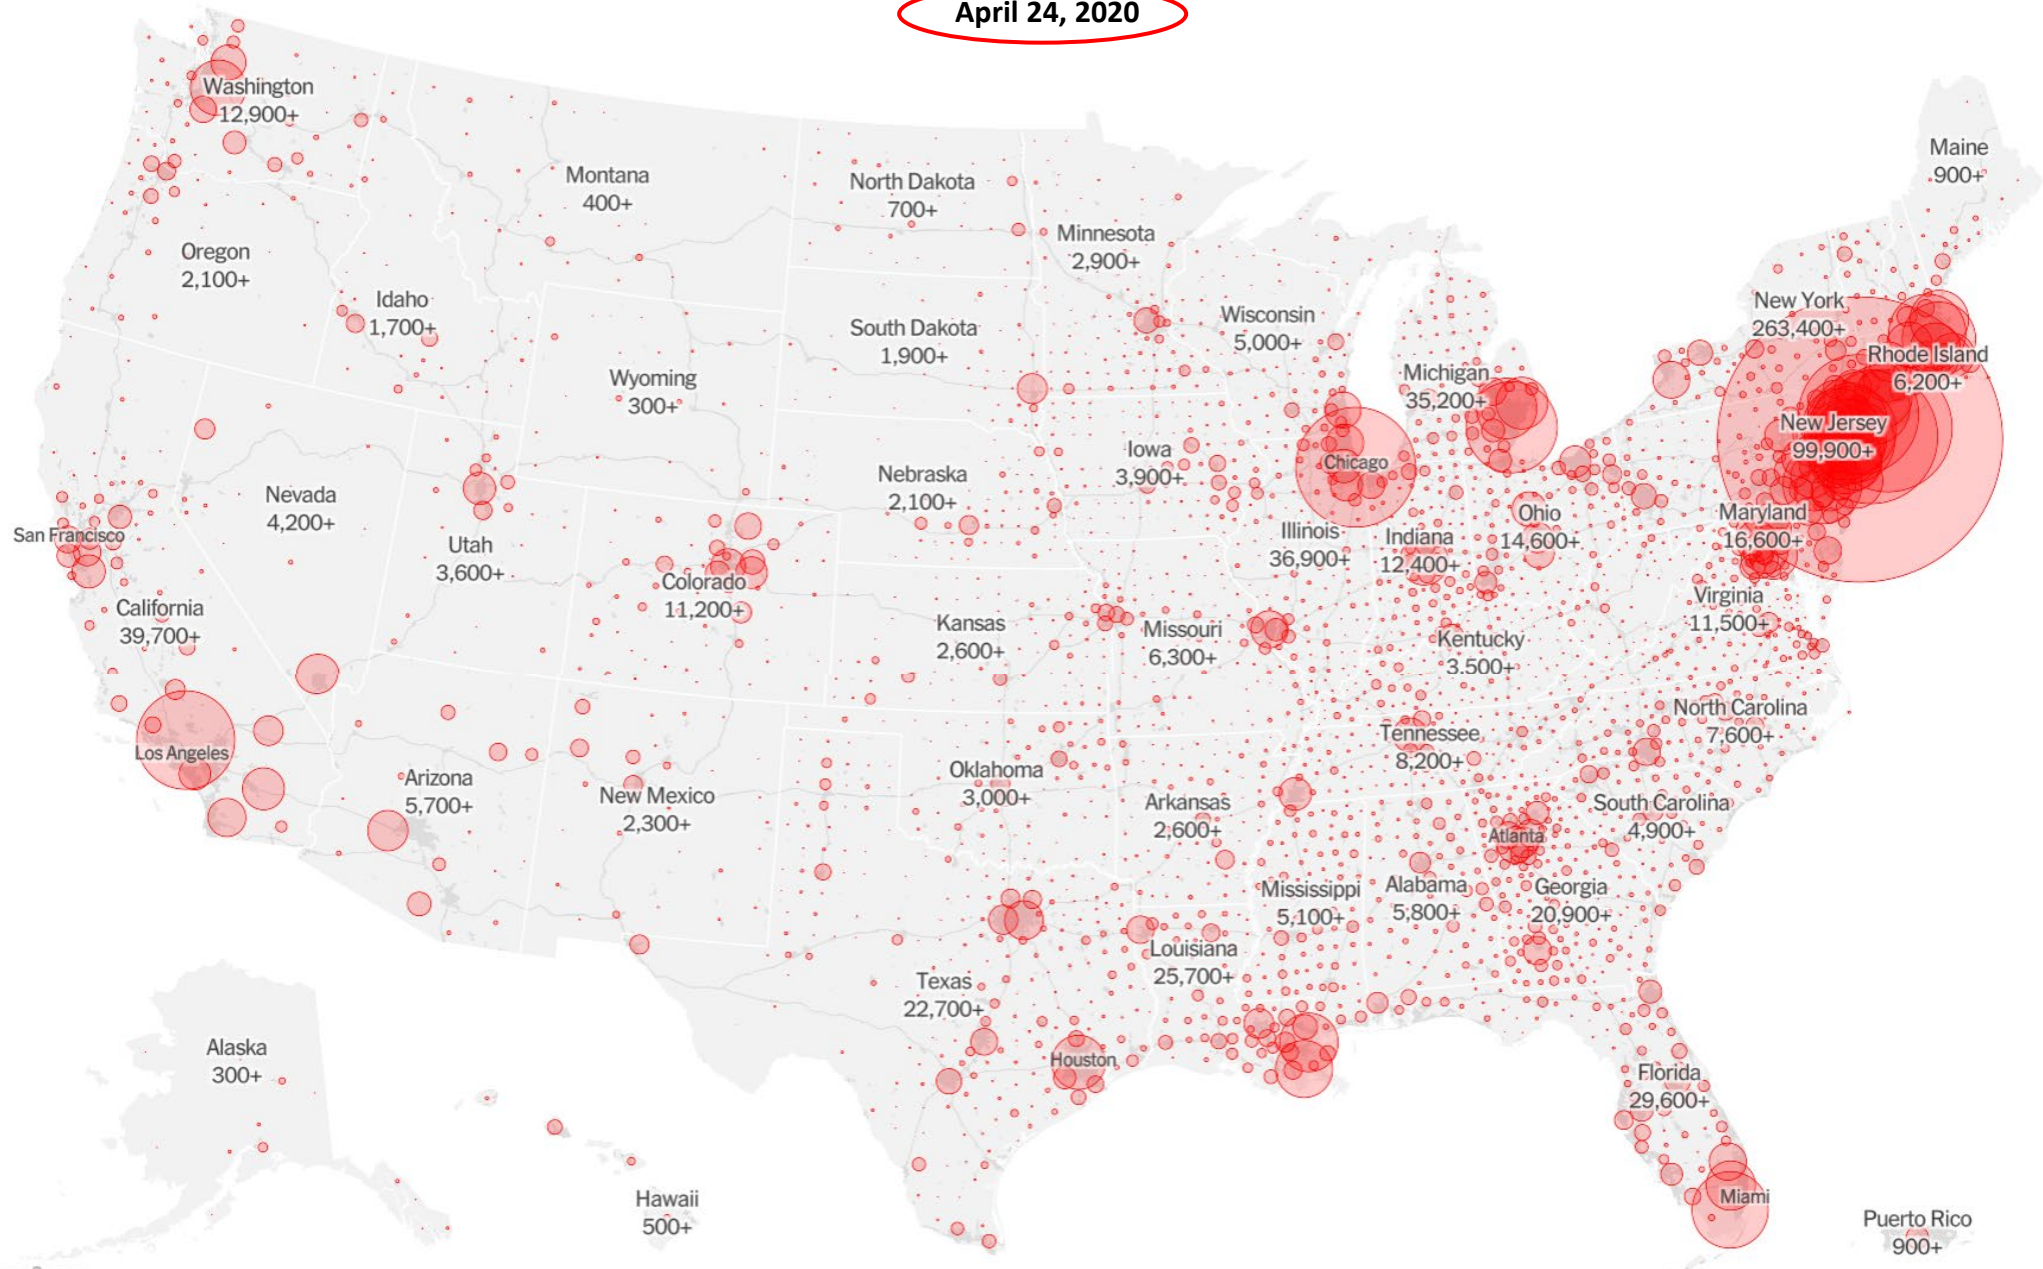 April 24, 2020
Washington
12,900+
Montana
400+
North Dakota
700+
Minnesota
2,900+
Maine
900+
Oregon
2,100+
Idaho
1,700+
South Dakota
1,900+
Wisconsin
5,000+
New York
263,400+
Rhode Island
6,200+
Wyoming
300+
Michigan
35,200+
New Jersey
99,900+
Chicago
Iowa
3,900+
Nebraska
2,100+
Nevada
4,200+
San Francisco
Utah
3,600+
Colorado
11,200+
Illinois
36,900+
Indiana
12,400+
Ohio
14,600+
Maryland
16,600+
California
39,700+
Kansas
2,600+
Missouri
6,300+
Kentucky
3,500+
Virginia
11,500+
Los Angeles
Arizona
5,700+
New Mexico
2,300+
Oklahoma
3,000+
Arkansas
2,600+
Tennessee
8,200+
North Carolina
7,600+
South Carolina
4,900+
Atlanta
Mississippi
5,100+
Alabama
5,800+
Georgia
20,900+
Texas
22,700+
Louisiana
25,700+
Houston
Florida
29,600+
Miami
Alaska
300+
Hawaii
500+
Puerto Rico
900+